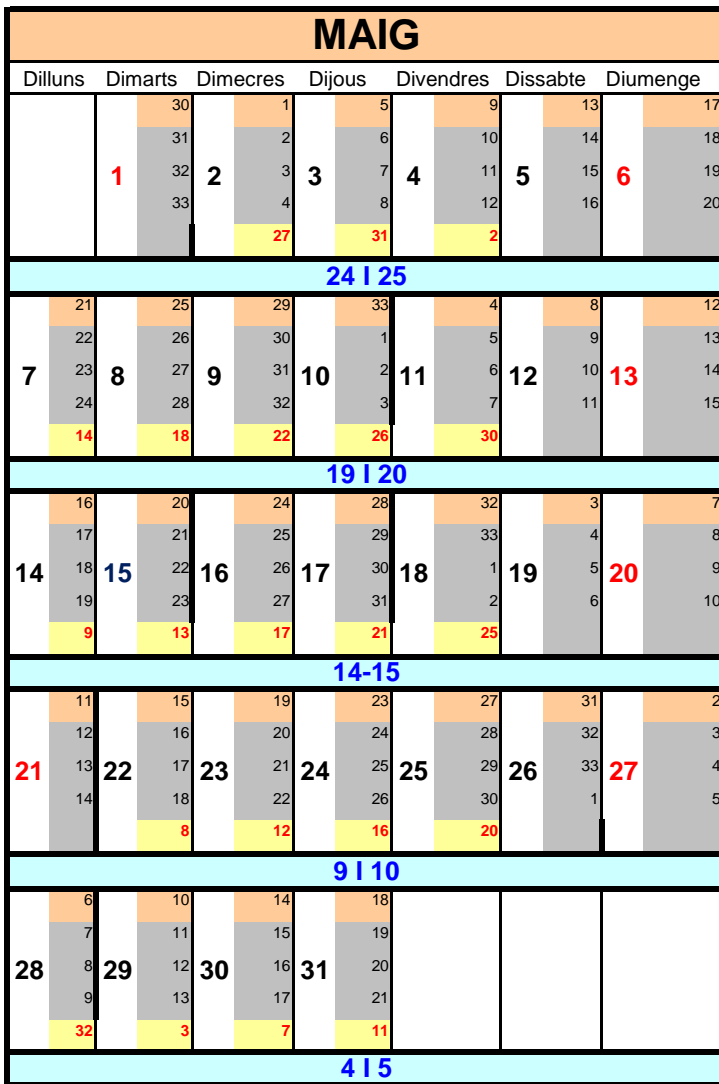 MAIG
Dilluns Dimarts Dimecres Dijous Divendres Dissabte Diumenge
30 1 5 9 13 17
31 2 6 10 14 18
1 32 2 3 3 7 4 11 5 15 6 19
33 4 8 12 16 20
27 31 2
24 I 25
21 25 29 33 4 8 12
22 26 30 1 5 9 13
7 23 8 27 9 31 10 2 11 6 12 10 13 14
24 28 32 3 7 11 15
14 18 22 26 30
19 I 20
16 20 24 28 32 3 7
17 21 25 29 33 4 8
14 18 15 22 16 26 17 30 18 1 19 5 20 9
19 23 27 31 2 6 10
9 13 17 21 25
14-15
11 15 19 23 27 31 2
12 16 20 24 28 32 3
21 13 22 17 23 21 24 25 25 29 26 33 27 4
14 18 22 26 30 1 5
8 12 16 20
9 I 10
6 10 14 18
7 11 15 19
28 8 29 12 30 16 31 20
9 13 17 21
32 3 7 11
4 I 5